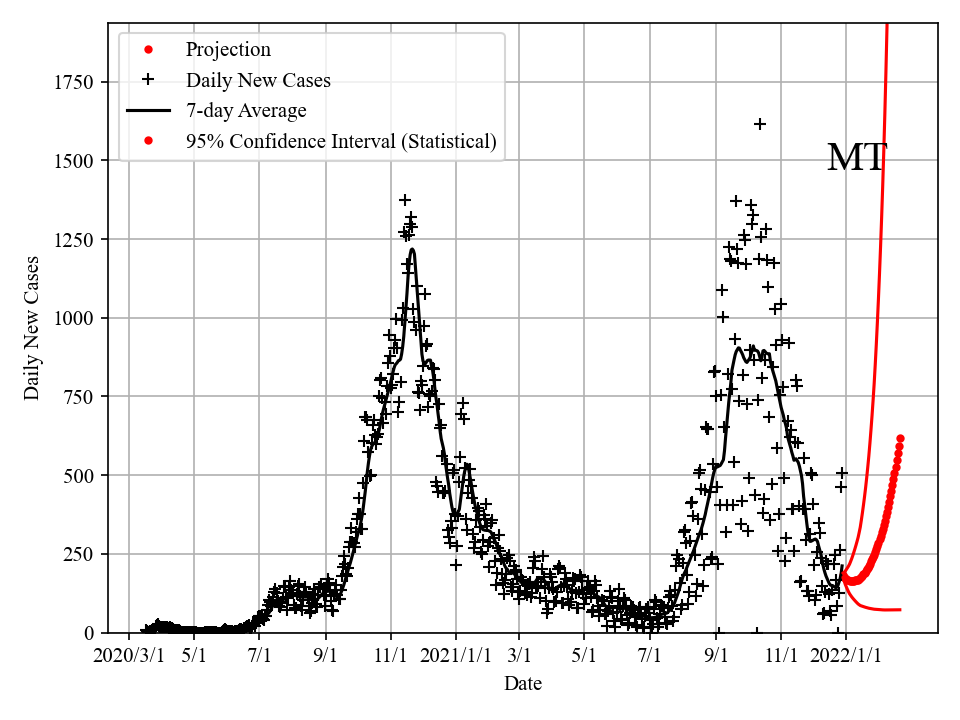 Projection
Daily New Cases
7-day Average
95% Confidence Interval (Statistical)
MT
Daily New Cases
1750
1500
1250
1000
750
500
250
0
2020/3/1 5/1 7/1 9/1 11/1 2021/1/1 3/1 5/1 7/1 9/1 11/1 2022/1/1
Date